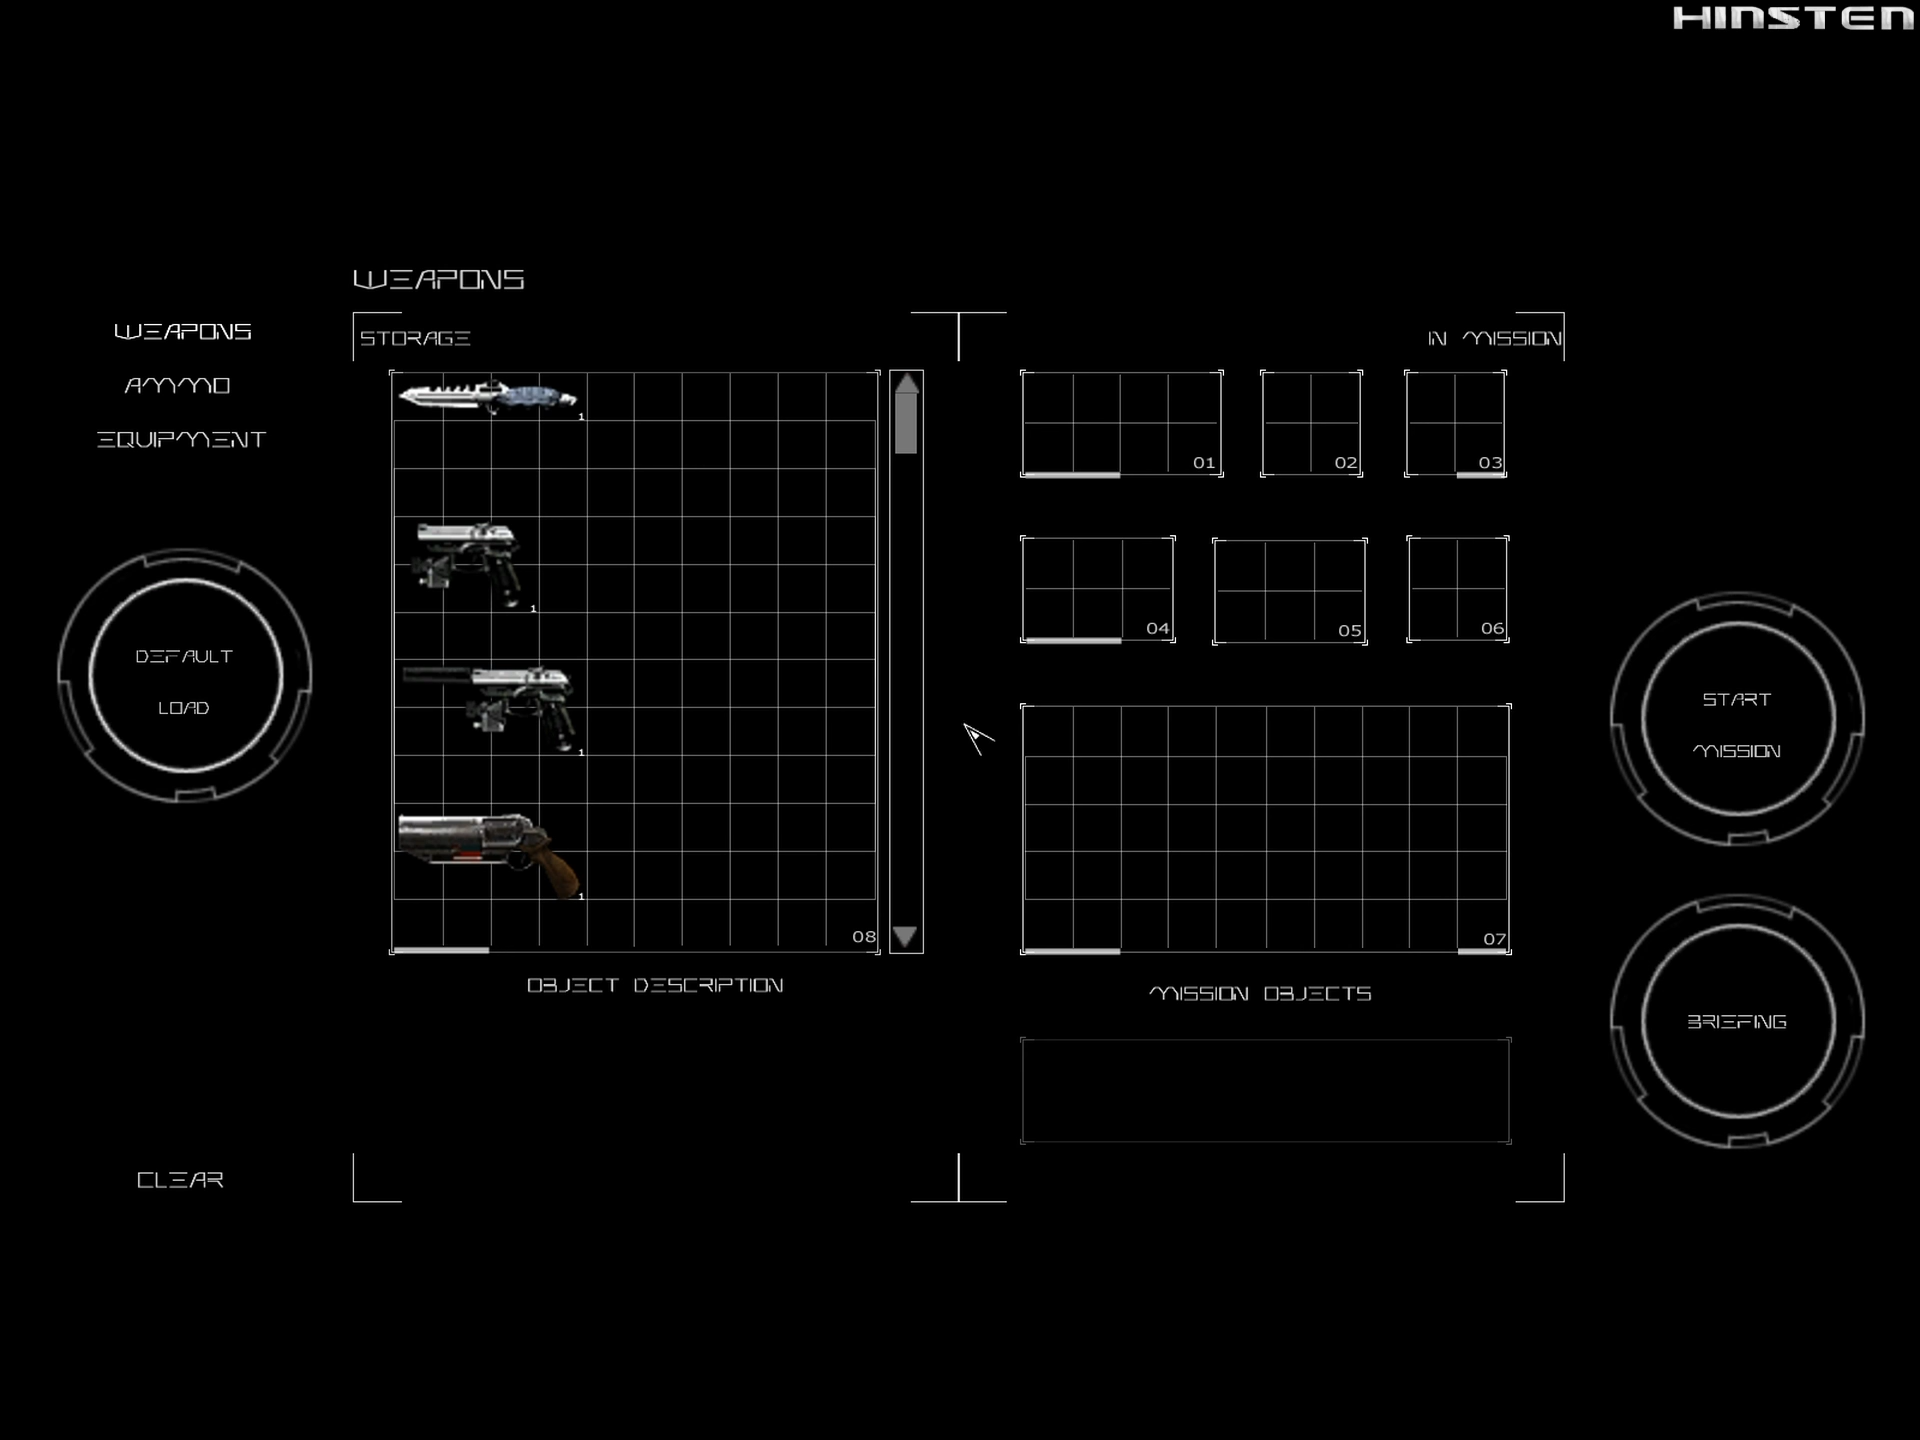 HINSTEN
WEAPONS
WEAPONS
AMMO
EQUIPMENT
STORAGE
IN MISSION
1
1
1
1
08
01
02
03
04
05
06
07
DEFAULT
LOAD
START
MISSION
OBJECT DESCRIPTION
MISSION OBJECTS
BRIEFING
CLEAR